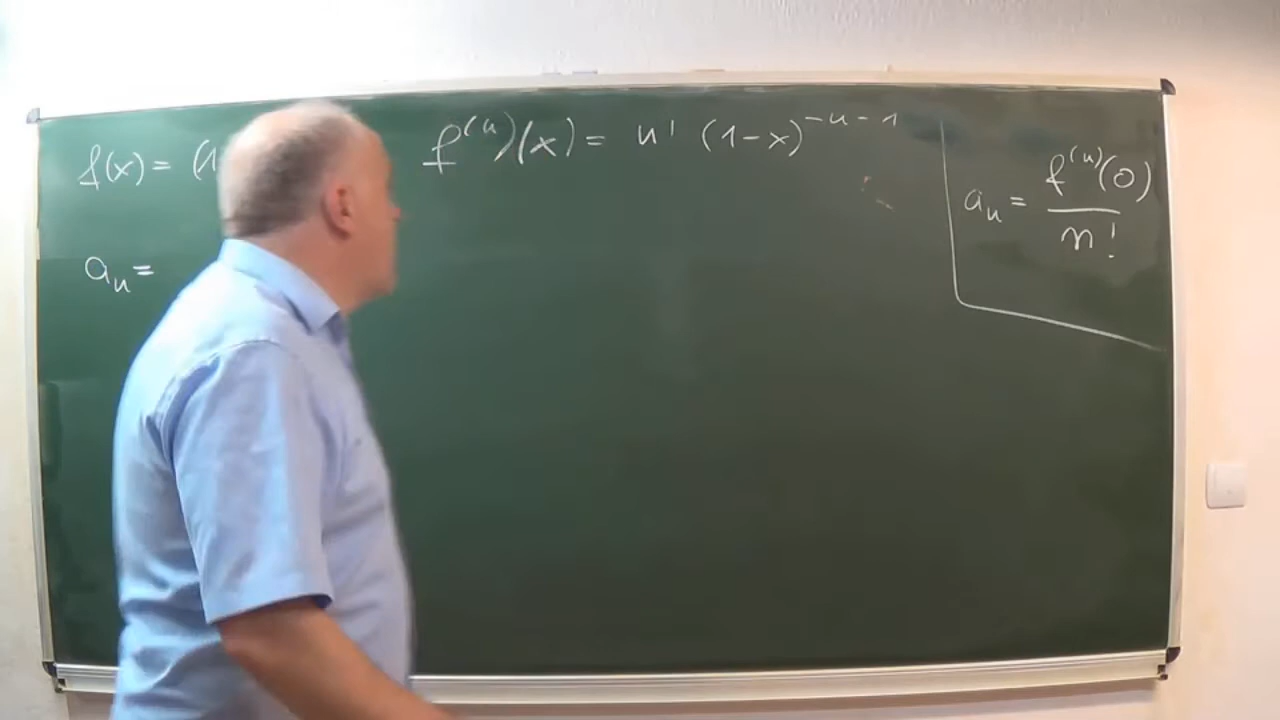 f(x) = (1
f^(n)(x) = n! (1-x)^-n-1
a_n = f^(n)(0) / n!
a_n =